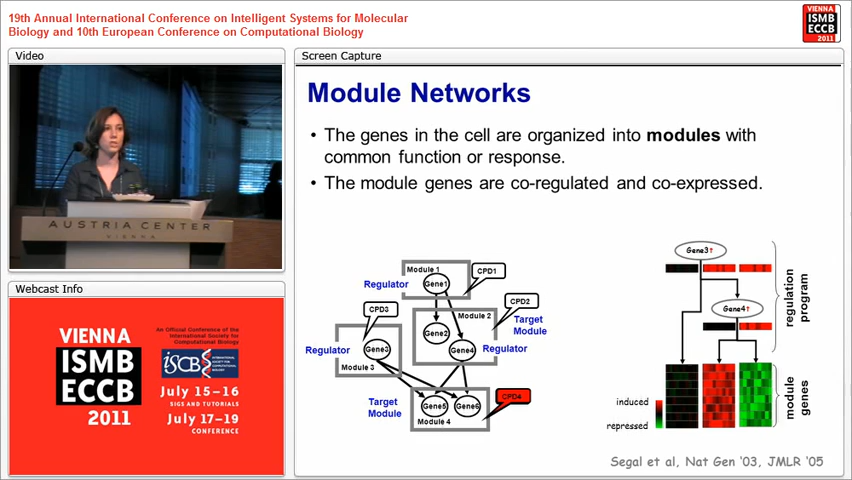 19th Annual International Conference on Intelligent Systems for Molecular
Biology and 10th European Conference on Computational Biology
VIENNA
ISMB
ECCB
2011
Video
AUSTRIA CENTER
VIENNA
Webcast Info
VIENNA
ISMB
ECCB
2011
An Official Conference of the
International Society for
Computational Biology
ISCB
INTERNATIONAL
SOCIETY FOR
COMPUTATIONAL
BIOLOGY
July 15–16
SIGS AND TUTORIALS
July 17–19
CONFERENCE
Screen Capture
Module Networks
• The genes in the cell are organized into modules with
common function or response.
• The module genes are co-regulated and co-expressed.
Module 1
CPD1
Regulator
Gene1
CPD3
CPD2
Module 2
Target
Module
Gene2
Regulator
Gene3
Gene4
Regulator
Module 3
Target
Module
Gene5
Gene6
CPD4
Module 4
Gene3↑
Gene4↑
regulation
program
induced
repressed
module
genes
Segal et al, Nat Gen '03, JMLR '05